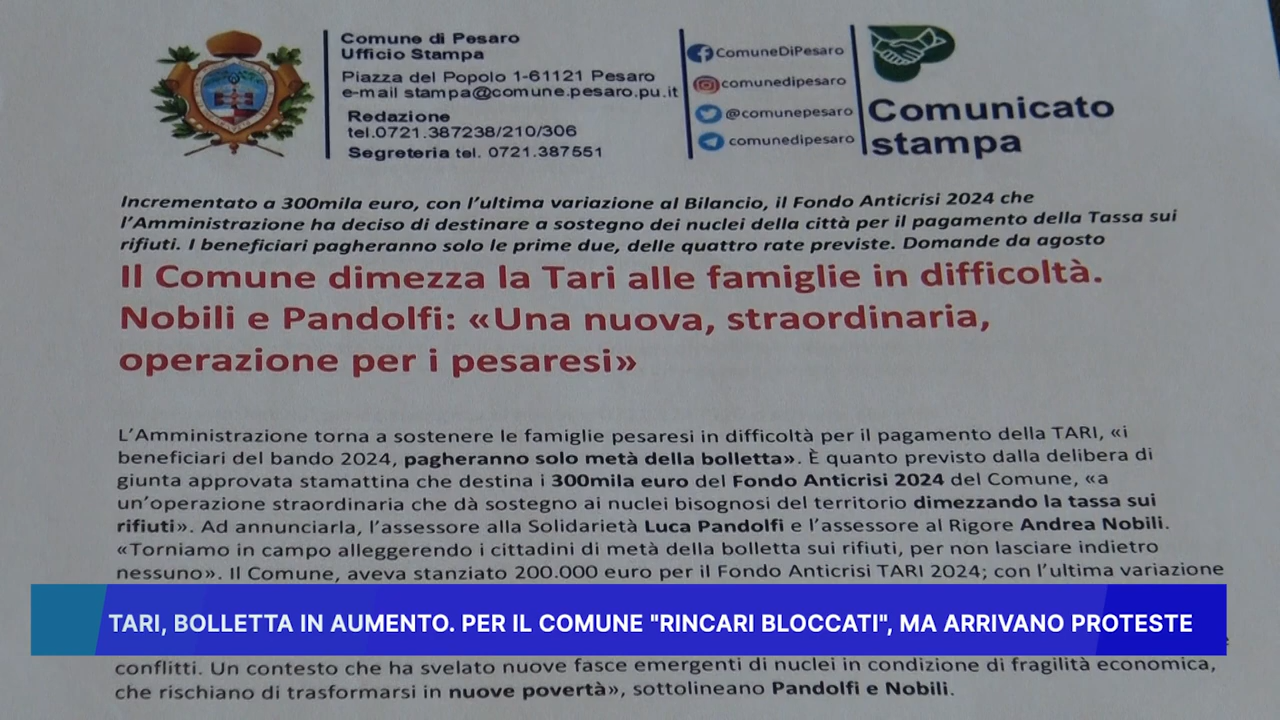 Comune di Pesaro
Ufficio Stampa
Piazza del Popolo 1-61121 Pesaro
e-mail stampa@comune.pesaro.pu.it
Redazione
tel.0721.387238/210/306
Segreteria tel. 0721.387551
ComuneDiPesaro
comunedipesaro
@comunepesaro
comunedipesaro
Comunicato
stampa
Incrementato a 300mila euro, con l'ultima variazione al Bilancio, il Fondo Anticrisi 2024 che
l'Amministrazione ha deciso di destinare a sostegno dei nuclei della città per il pagamento della Tassa sui
rifiuti. I beneficiari pagheranno solo le prime due, delle quattro rate previste. Domande da agosto
Il Comune dimezza la Tari alle famiglie in difficoltà.
Nobili e Pandolfi: «Una nuova, straordinaria,
operazione per i pesaresi»
L'Amministrazione torna a sostenere le famiglie pesaresi in difficoltà per il pagamento della TARI, «i
beneficiari del bando 2024, pagheranno solo metà della bolletta». È quanto previsto dalla delibera di
giunta approvata stamattina che destina i 300mila euro del Fondo Anticrisi 2024 del Comune, «a
un'operazione straordinaria che dà sostegno ai nuclei bisognosi del territorio dimezzando la tassa sui
rifiuti». Ad annunciarla, l'assessore alla Solidarietà Luca Pandolfi e l'assessore al Rigore Andrea Nobili.
«Torniamo in campo alleggerendo i cittadini di metà della bolletta sui rifiuti, per non lasciare indietro
nessuno». Il Comune, aveva stanziato 200.000 euro per il Fondo Anticrisi TARI 2024; con l'ultima variazione
TARI, BOLLETTA IN AUMENTO. PER IL COMUNE "RINCARI BLOCCATI", MA ARRIVANO PROTESTE
conflitti. Un contesto che ha svelato nuove fasce emergenti di nuclei in condizione di fragilità economica,
che rischiano di trasformarsi in nuove povertà», sottolineano Pandolfi e Nobili.